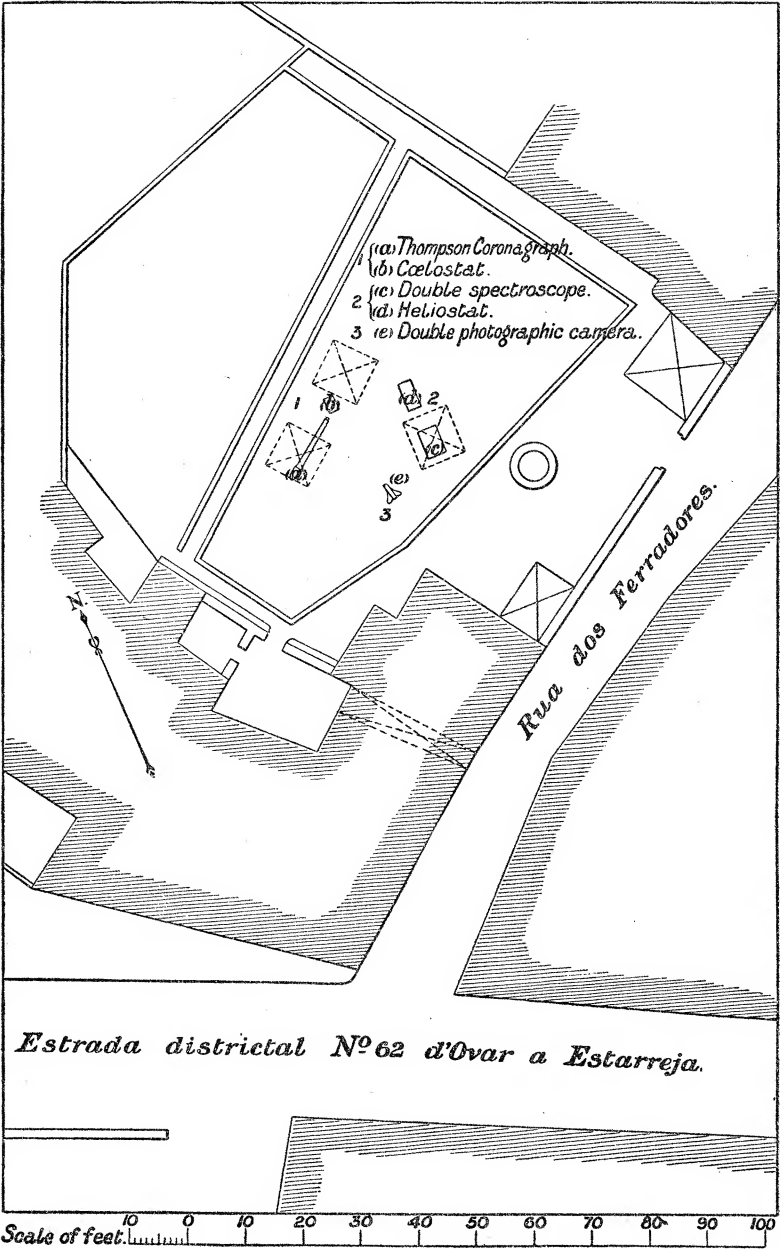 1 { (a) Thompson Coronagraph.
(b) Cœlostat.
2 { (c) Double spectroscope.
(d) Heliostat.
3 (e) Double photographic camera.
1 (b) (d) 2
(a) (c)
(e)
3
N.
Rua dos Ferradores.
Estrada districtal Nº 62 d'Ovar a Estarreja.
Scale of feet. 10 0 10 20 30 40 50 60 70 80 90 100